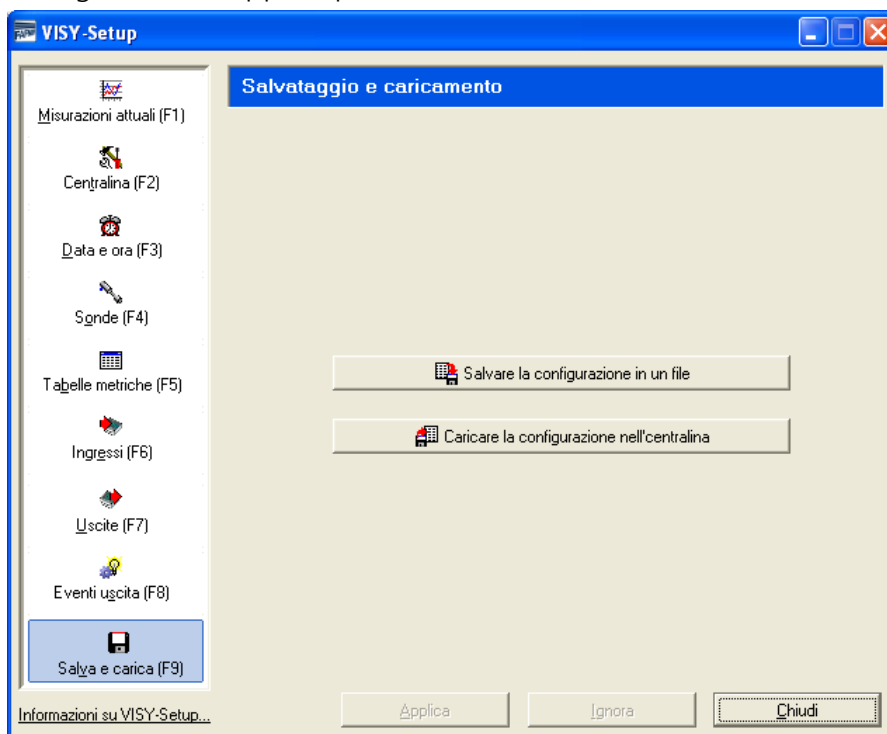 VISY-Setup
Salvataggio e caricamento
Misurazioni attuali (F1)
Centralina (F2)
Data e ora (F3)
Sonde (F4)
Tabelle metriche (F5)
Ingressi (F6)
Uscite (F7)
Eventi uscita (F8)
Salva e carica (F9)
Salvare la configurazione in un file
Caricare la configurazione nell'centralina
Informazioni su VISY-Setup...
Applica
Ignora
Chiudi